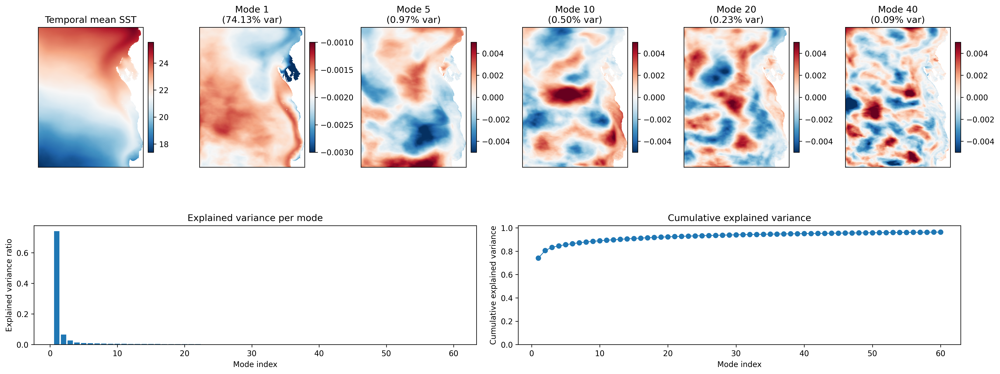 Temporal mean SST
Mode 1
(74.13% var)
Mode 5
(0.97% var)
Mode 10
(0.50% var)
Mode 20
(0.23% var)
Mode 40
(0.09% var)
24
22
20
18
−0.0010
−0.0015
−0.0020
−0.0025
−0.0030
0.004
0.002
0.000
−0.002
−0.004
0.004
0.002
0.000
−0.002
−0.004
0.004
0.002
0.000
−0.002
−0.004
0.004
0.002
0.000
−0.002
−0.004
Explained variance per mode
Explained variance ratio
0.6
0.4
0.2
0.0
0 10 20 30 40 50 60
Mode index
Cumulative explained variance
Cumulative explained variance
1.0
0.8
0.6
0.4
0.2
0.0
0 10 20 30 40 50 60
Mode index